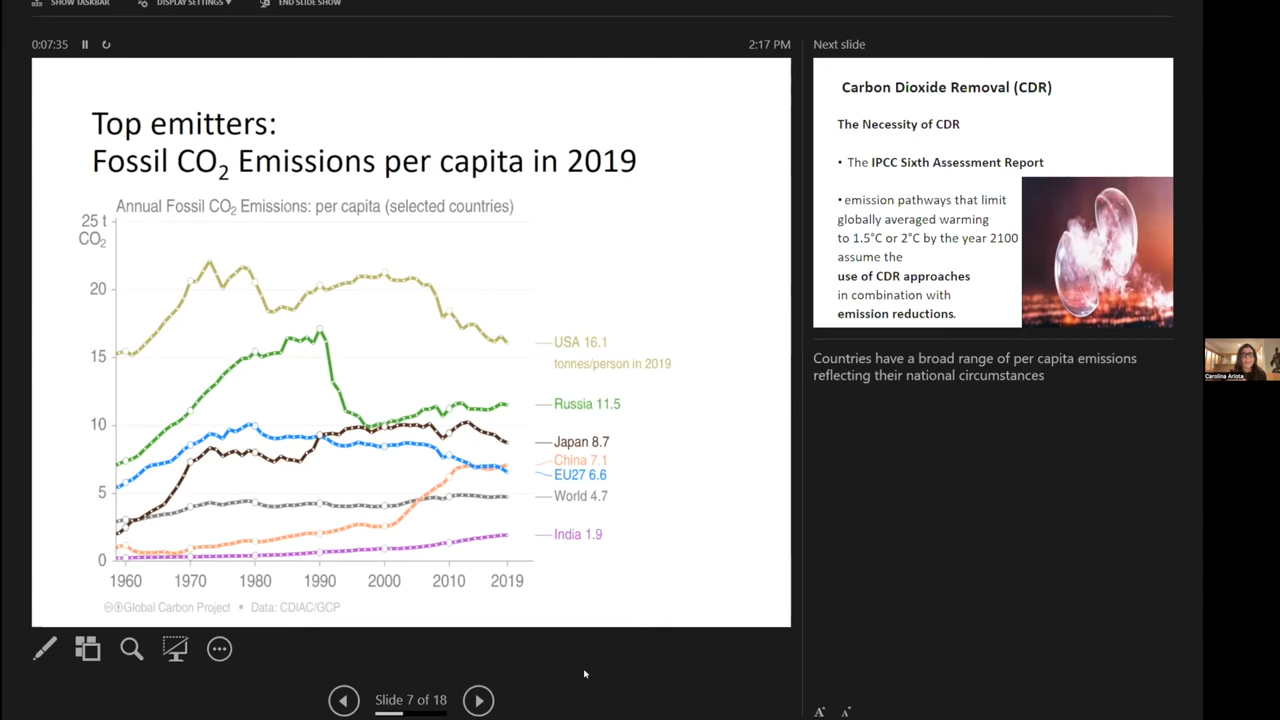 SHOW TASKBAR DISPLAY SETTINGS ▼ END SLIDE SHOW
0:07:35
2:17 PM
Top emitters:
Fossil CO₂ Emissions per capita in 2019
Annual Fossil CO₂ Emissions: per capita (selected countries)
25 t
CO₂
20
15
10
5
0
1960 1970 1980 1990 2000 2010 2019
USA 16.1
tonnes/person in 2019
Russia 11.5
Japan 8.7
China 7.1
EU27 6.6
World 4.7
India 1.9
Global Carbon Project • Data: CDIAC/GCP
Slide 7 of 18
Next slide
Carbon Dioxide Removal (CDR)
The Necessity of CDR
• The IPCC Sixth Assessment Report
• emission pathways that limit
globally averaged warming
to 1.5°C or 2°C by the year 2100
assume the
use of CDR approaches
in combination with
emission reductions.
Countries have a broad range of per capita emissions
reflecting their national circumstances
A A
Carolina Arlota